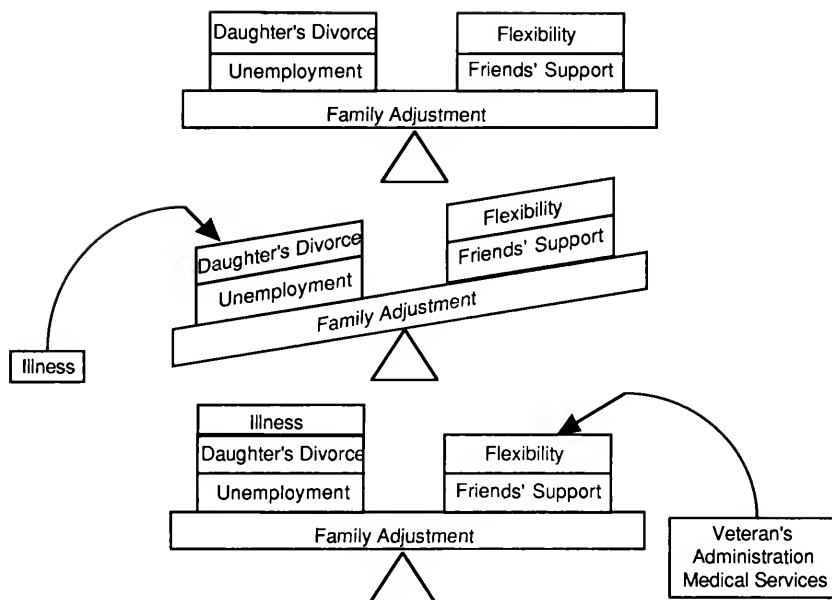 Daughter's Divorce
Unemployment
Flexibility
Friends' Support
Family Adjustment
Daughter's Divorce
Unemployment
Flexibility
Friends' Support
Family Adjustment
Illness
Illness
Daughter's Divorce
Unemployment
Flexibility
Friends' Support
Family Adjustment
Veteran's
Administration
Medical Services